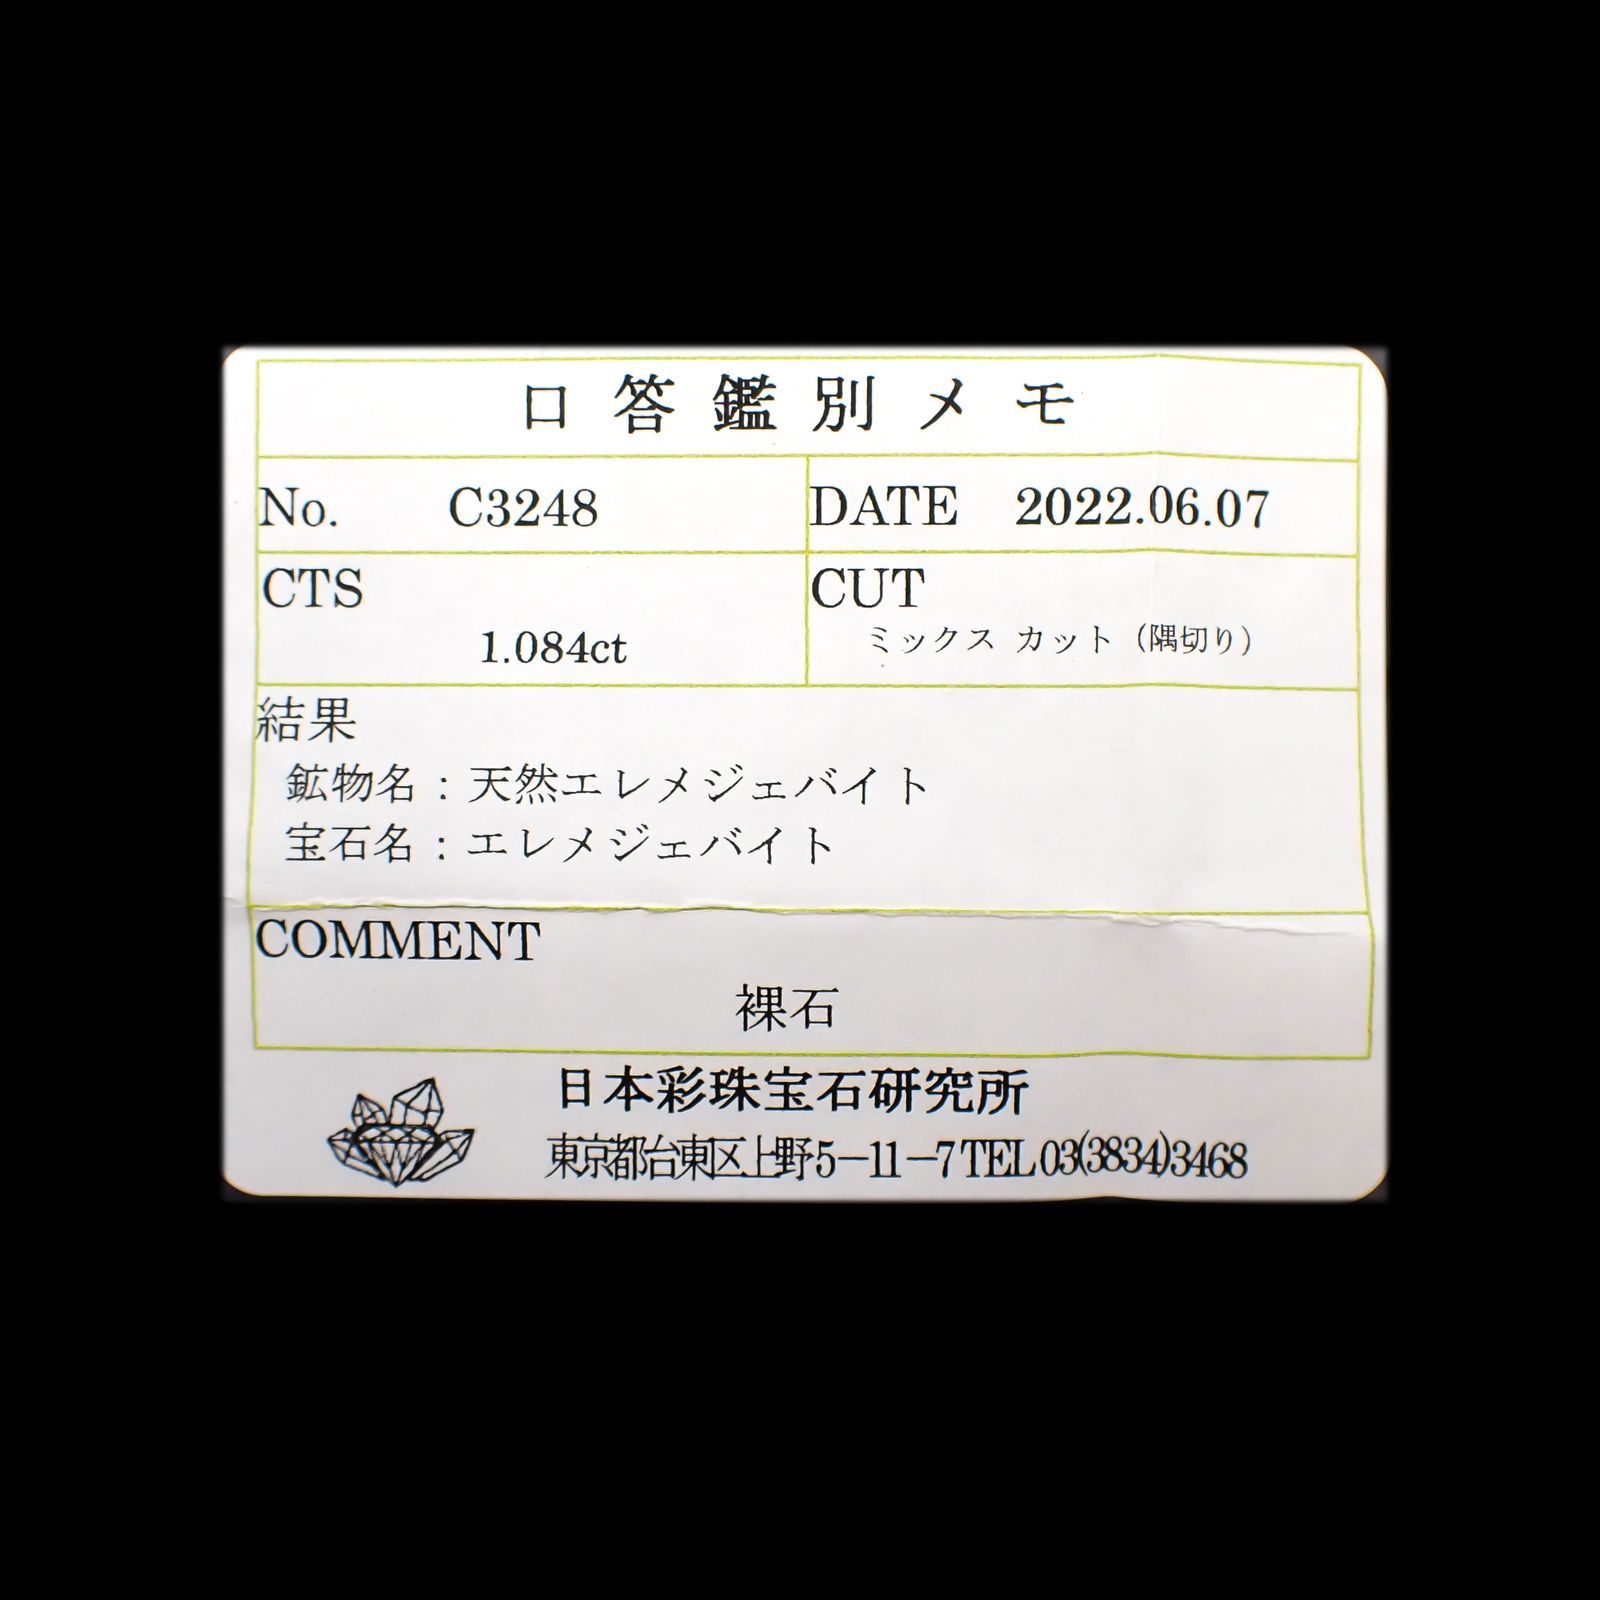 口答鑑別メモ
No. C3248 DATE 2022.06.07
CTS CUT
1.084ct ミックス カット（隅切り）
結果
鉱物名：天然エレメジェバイト
宝石名：エレメジェバイト
COMMENT
裸石
日本彩珠宝石研究所
東京都台東区上野5－11－7 TEL 03(3834)3468